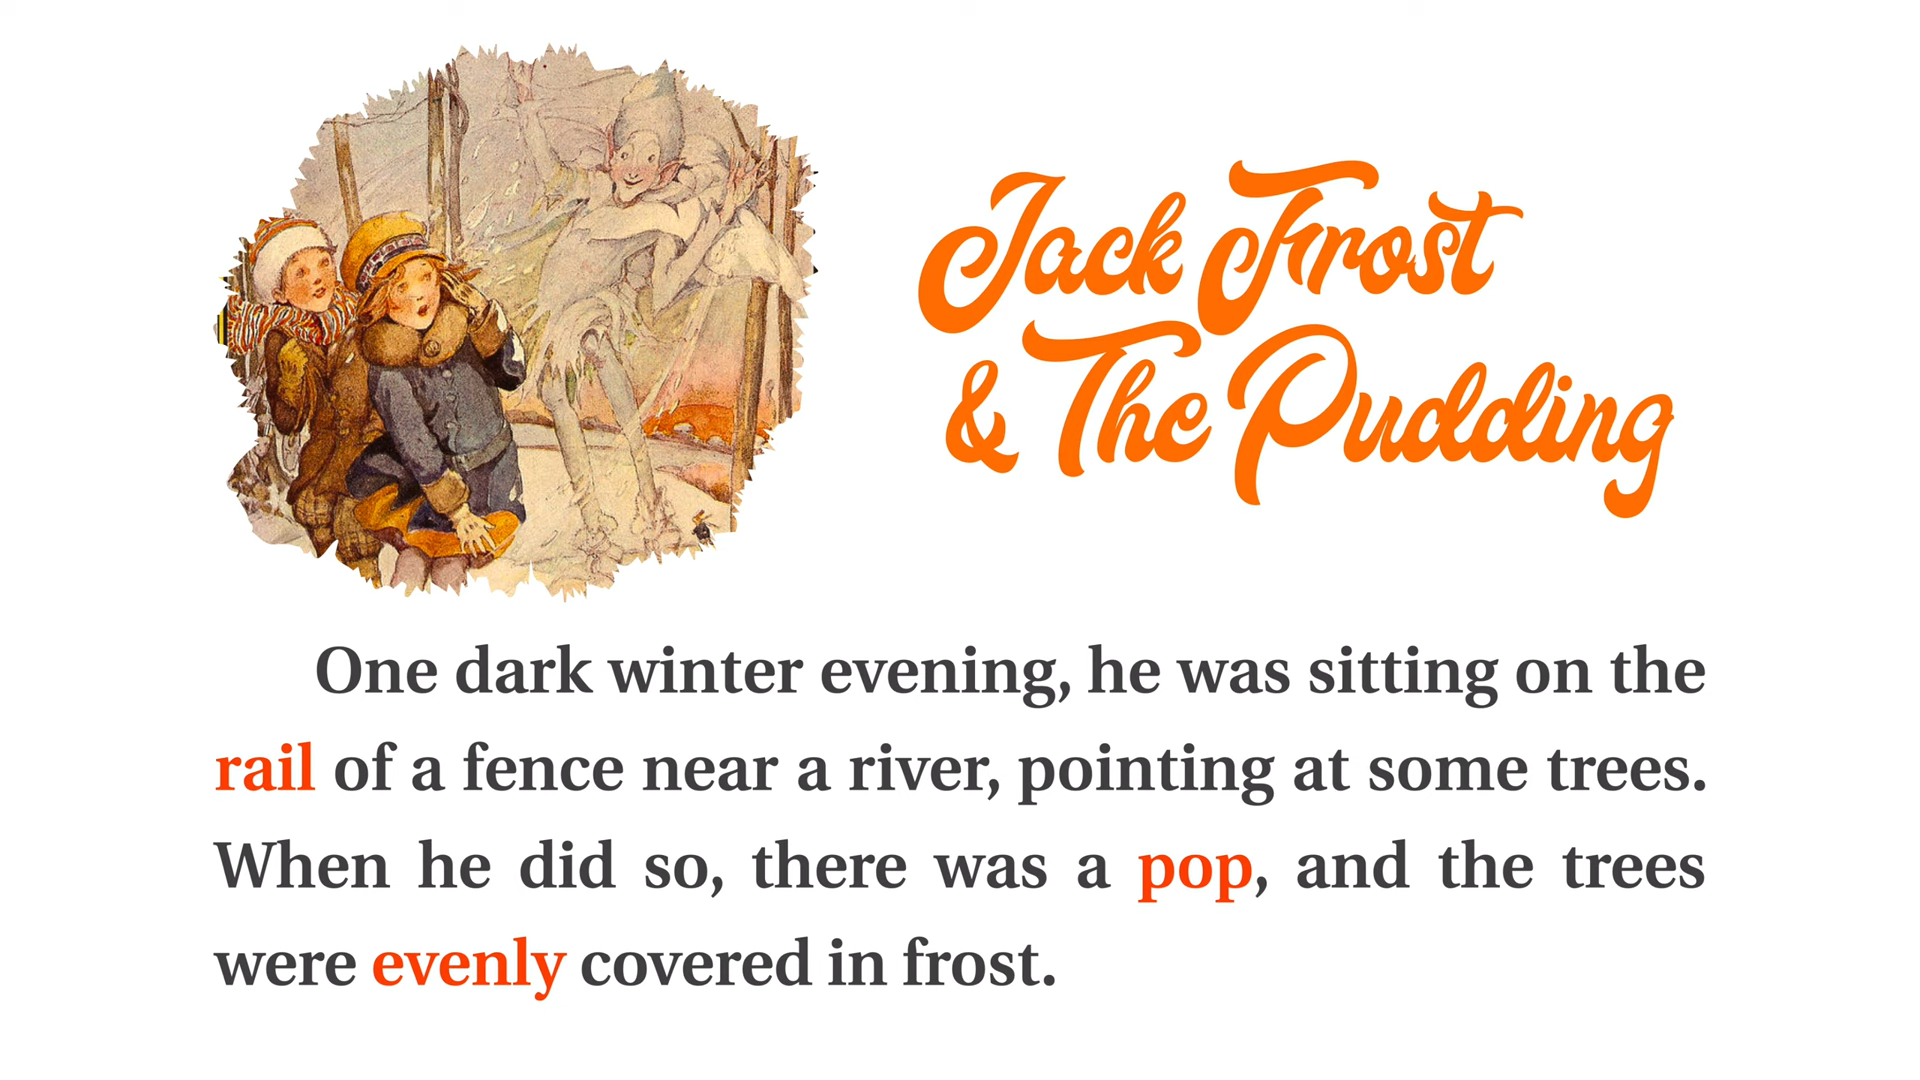 Jack Frost
& The Pudding
One dark winter evening, he was sitting on the
rail of a fence near a river, pointing at some trees.
When he did so, there was a pop, and the trees
were evenly covered in frost.